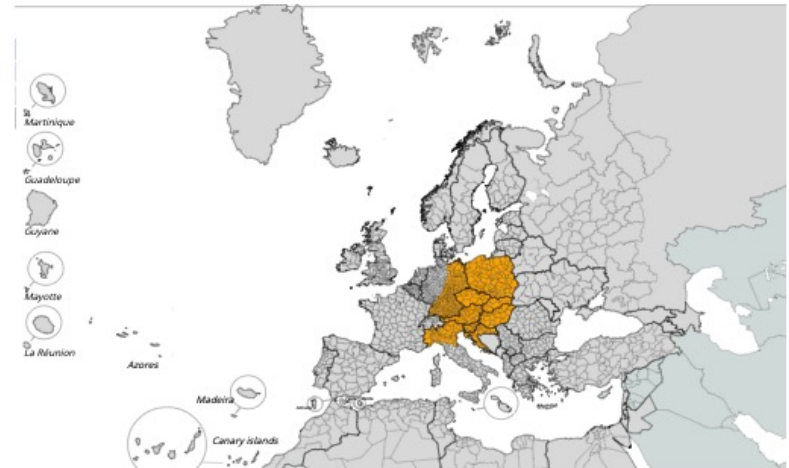 Martinique
Guadeloupe
Guyane
Mayotte
La Réunion
Azores
Madeira
Canary islands